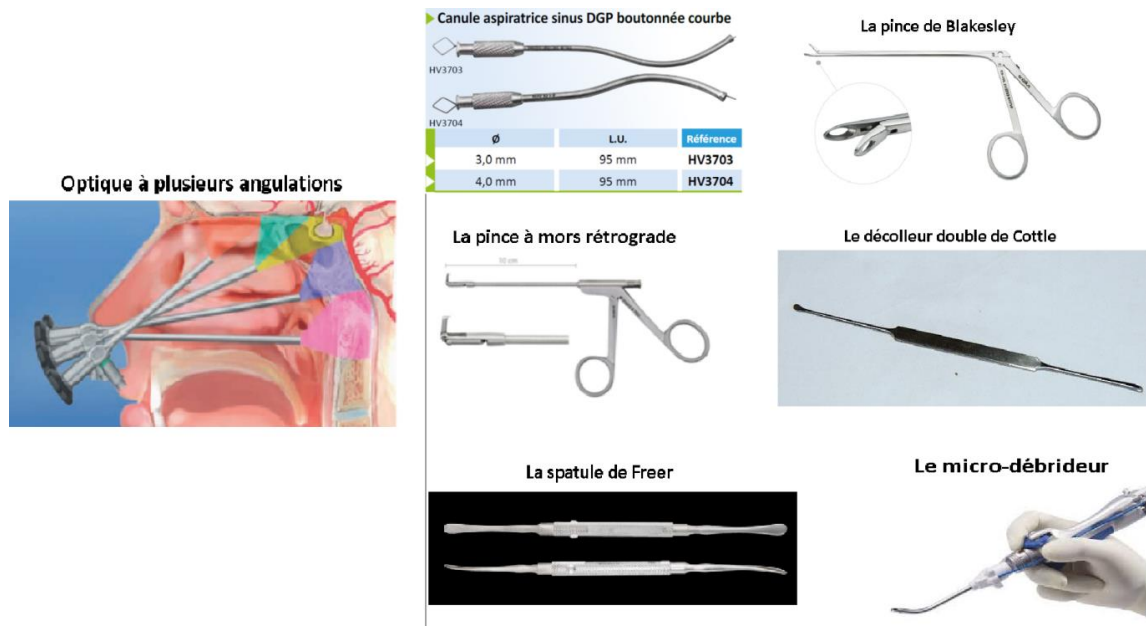 Canule aspiratrice sinus DGP boutonnée courbe
HV3703
HV3704
Ø L.U. Référence
3,0 mm 95 mm HV3703
4,0 mm 95 mm HV3704
La pince de Blakesley
Optique à plusieurs angulations
La pince à mors rétrograde
10 cm
Le décolleur double de Cottle
La spatule de Freer
Le micro-débrideur